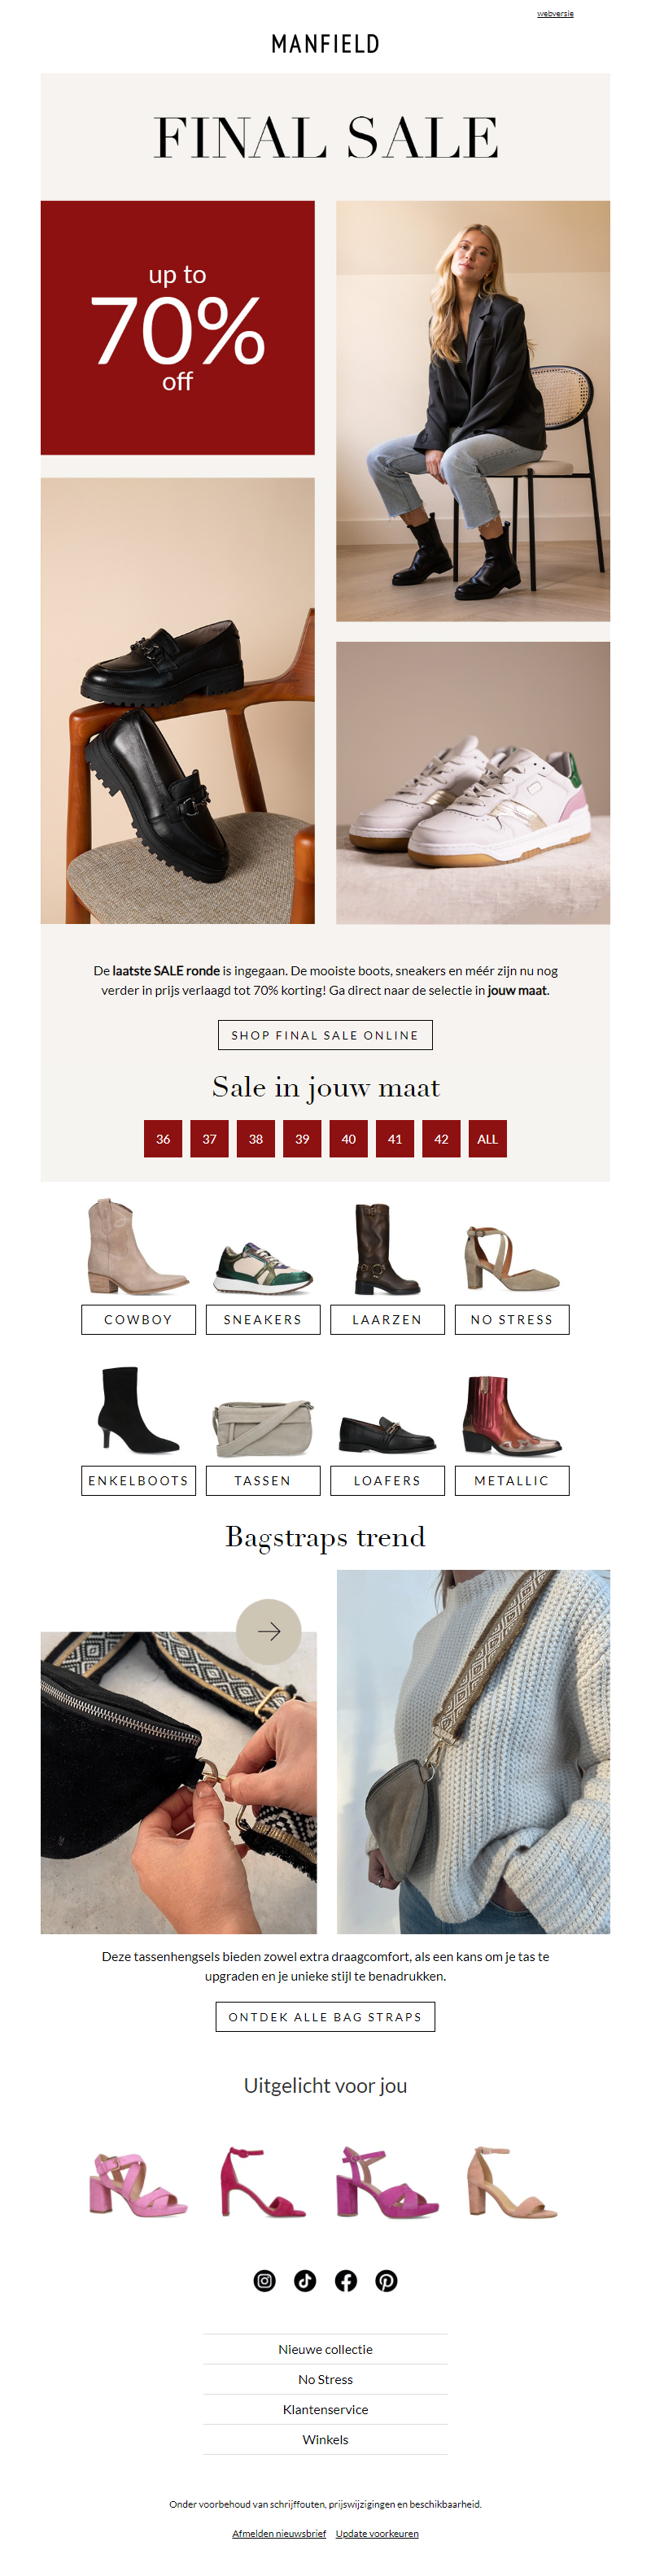 webversie
MANFIELD
FINAL SALE
up to
70%
off
De laatste SALE ronde is ingegaan. De mooiste boots, sneakers en méér zijn nu nog
verder in prijs verlaagd tot 70% korting! Ga direct naar de selectie in jouw maat.
SHOP FINAL SALE ONLINE
Sale in jouw maat
36 37 38 39 40 41 42 ALL
COWBOY SNEAKERS LAARZEN NO STRESS
ENKELBOOTS TASSEN LOAFERS METALLIC
Bagstraps trend
Deze tassenhengsels bieden zowel extra draagcomfort, als een kans om je tas te
upgraden en je unieke stijl te benadrukken.
ONTDEK ALLE BAG STRAPS
Uitgelicht voor jou
Nieuwe collectie
No Stress
Klantenservice
Winkels
Onder voorbehoud van schrijffouten, prijswijzigingen en beschikbaarheid.
Afmelden nieuwsbrief Update voorkeuren